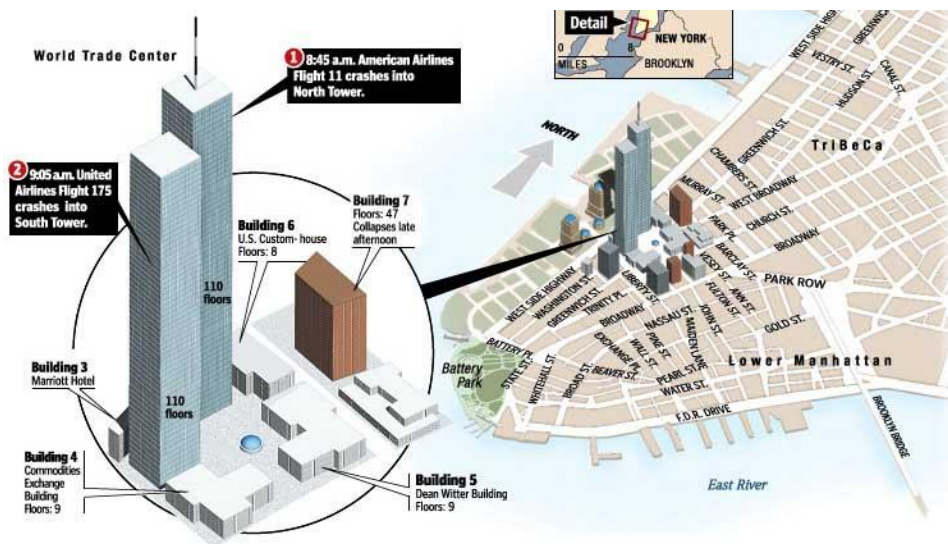 World Trade Center
1 8:45 a.m. American Airlines
Flight 11 crashes into
North Tower.
2 9:05 a.m. United
Airlines Flight 175
crashes into
South Tower.
Building 6
U.S. Custom- house
Floors: 8
Building 7
Floors: 47
Collapses late
afternoon
110
floors
110
floors
Building 3
Marriott Hotel
Building 4
Commodities
Exchange
Building
Floors: 9
Building 5
Dean Witter Building
Floors: 9
Detail
NEW YORK
0 8
MILES
BROOKLYN
NORTH
WEST SIDE HIGHWAY
VESTRY ST.
GREENWICH ST.
HUDSON ST.
CANAL ST.
GREENWICH ST.
TriBeCa
CHAMBERS ST.
WEST BROADWAY
MURRAY ST.
CHURCH ST.
PARK PL.
BROADWAY
BARCLAY ST.
VESEY ST.
PARK ROW
ANN ST.
FULTON ST.
LIBERTY ST.
JOHN ST.
GOLD ST.
WEST SIDE HIGHWAY
WASHINGTON ST.
GREENWICH ST.
TRINITY PL.
BROADWAY
NASSAU ST.
MAIDEN LANE
PINE ST.
WALL ST.
EXCHANGE PL.
Lower Manhattan
BATTERY PL.
STATE ST.
WHITEHALL ST.
BROAD ST.
BEAVER ST.
PEARL ST.
WATER ST.
Battery
Park
F.D.R. DRIVE
BROOKLYN BRIDGE
East River